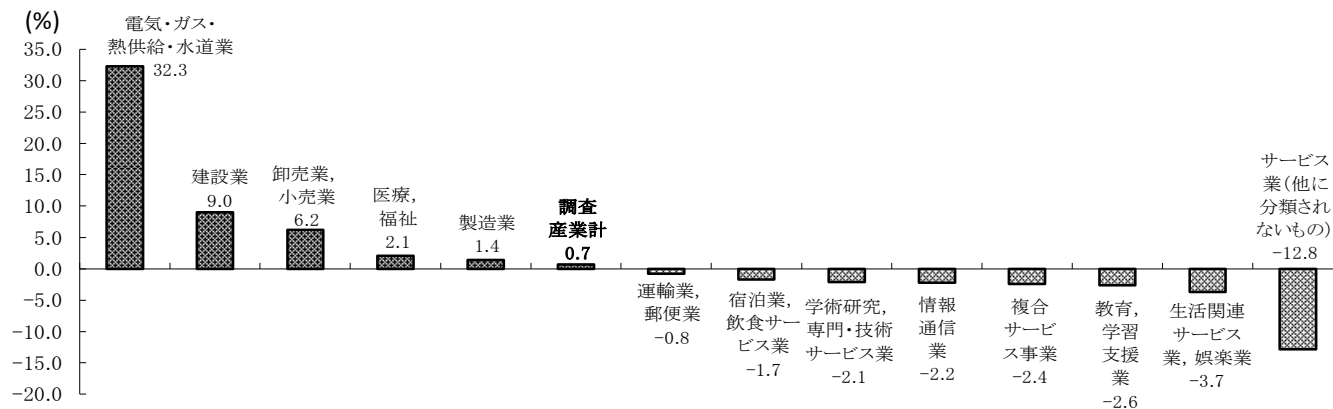 (%)
35.0
30.0
25.0
20.0
15.0
10.0
5.0
0.0
−5.0
−10.0
−15.0
−20.0
電気・ガス・
熱供給・水道業
32.3
建設業
9.0
卸売業,
小売業
6.2
医療,
福祉
2.1
製造業
1.4
調査
産業計
0.7
運輸業,
郵便業
−0.8
宿泊業,
飲食サー
ビス業
−1.7
学術研究,
専門・技術
サービス業
−2.1
情報
通信
業
−2.2
複合
サービ
ス事業
−2.4
教育,
学習
支援
業
−2.6
生活関連
サービス
業, 娯楽業
−3.7
サービス
業(他に
分類され
ないもの)
−12.8